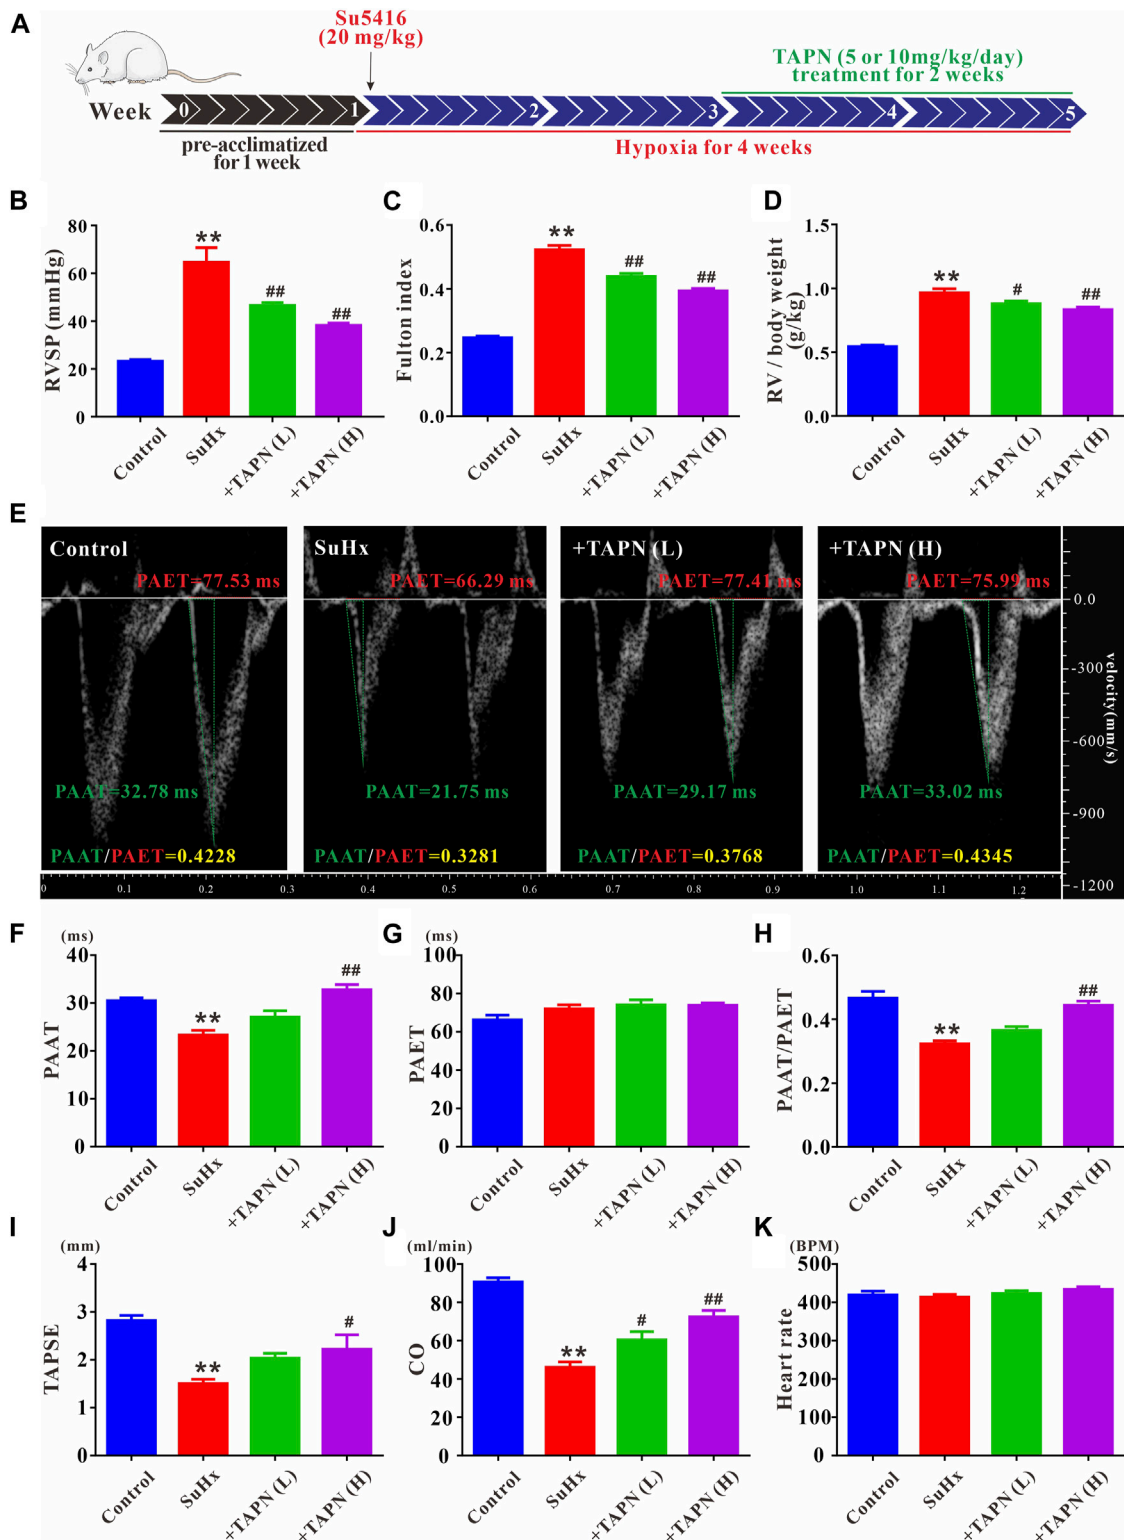 A
Su5416
(20 mg/kg)
TAPN (5 or 10mg/kg/day)
treatment for 2 weeks
Week 0 1 2 3 4 5
pre-acclimatized
for 1 week
Hypoxia for 4 weeks
B
RVSP (mmHg)
80
60
40
20
0
**
##
##
Control
SuHx
+TAPN (L)
+TAPN (H)
C
Fulton index
0.6
0.4
0.2
0.0
**
##
##
Control
SuHx
+TAPN (L)
+TAPN (H)
D
RV / body weight
(g/kg)
1.5
1.0
0.5
0.0
**
#
##
Control
SuHx
+TAPN (L)
+TAPN (H)
E
Control
PAET=77.53 ms
PAAT=32.78 ms
PAAT/PAET=0.4228
SuHx
PAET=66.29 ms
PAAT=21.75 ms
PAAT/PAET=0.3281
+TAPN (L)
PAET=77.41 ms
PAAT=29.17 ms
PAAT/PAET=0.3768
+TAPN (H)
PAET=75.99 ms
PAAT=33.02 ms
PAAT/PAET=0.4345
0.0
-300
-600
-900
-1200
velocity(mm/s)
0 0.1 0.2 0.3 0.4 0.5 0.6 0.7 0.8 0.9 1.0 1.1 1.2
F
(ms)
PAAT
40
30
20
10
0
**
##
Control
SuHx
+TAPN (L)
+TAPN (H)
G
(ms)
PAET
100
80
60
40
20
0
Control
SuHx
+TAPN (L)
+TAPN (H)
H
PAAT/PAET
0.6
0.4
0.2
0.0
**
##
Control
SuHx
+TAPN (L)
+TAPN (H)
I
(mm)
TAPSE
4
3
2
1
0
**
#
Control
SuHx
+TAPN (L)
+TAPN (H)
J
(ml/min)
CO
100
80
60
40
20
0
**
#
##
Control
SuHx
+TAPN (L)
+TAPN (H)
K
(BPM)
Heart rate
500
400
300
200
100
0
Control
SuHx
+TAPN (L)
+TAPN (H)